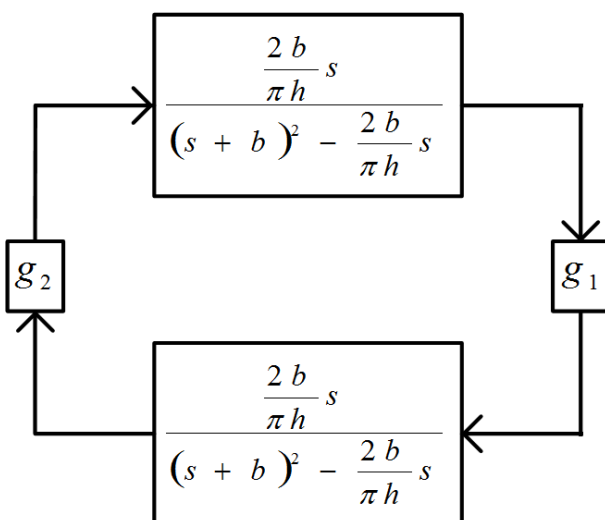 2 b
π h
s
( s + b )² − 2 b
π h
s
g₂
g₁
2 b
π h
s
( s + b )² − 2 b
π h
s